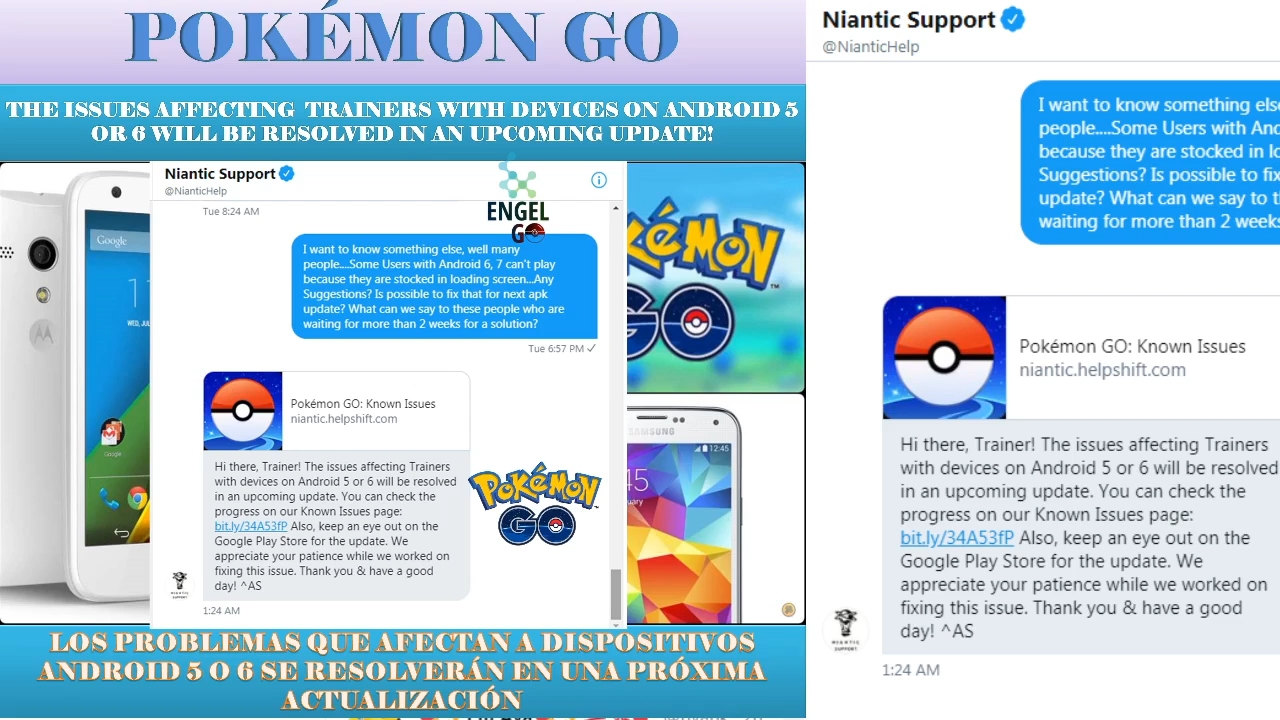 POKÉMON GO
THE ISSUES AFFECTING TRAINERS WITH DEVICES ON ANDROID 5
OR 6 WILL BE RESOLVED IN AN UPCOMING UPDATE!
Google
Niantic Support
@NianticHelp
Tue 8:24 AM
ENGEL
GO
I want to know something else, well many
people....Some Users with Android 6, 7 can't play
because they are stocked in loading screen...Any
Suggestions? Is possible to fix that for next apk
update? What can we say to these people who are
waiting for more than 2 weeks for a solution?
Tue 6:57 PM
Pokémon GO: Known Issues
niantic.helpshift.com
Hi there, Trainer! The issues affecting Trainers
with devices on Android 5 or 6 will be resolved
in an upcoming update. You can check the
progress on our Known Issues page:
bit.ly/34A53fP Also, keep an eye out on the
Google Play Store for the update. We
appreciate your patience while we worked on
fixing this issue. Thank you & have a good
day! ^AS
NIANTIC
SUPPORT
1:24 AM
POKÉMON
GO
KÉMON
GO
SAMSUNG
12:45
45
Google
LOS PROBLEMAS QUE AFECTAN A DISPOSITIVOS
ANDROID 5 O 6 SE RESOLVERÁN EN UNA PRÓXIMA
ACTUALIZACIÓN
Niantic Support
@NianticHelp
I want to know something else
people....Some Users with And
because they are stocked in lo
Suggestions? Is possible to fix
update? What can we say to th
waiting for more than 2 weeks
Pokémon GO: Known Issues
niantic.helpshift.com
Hi there, Trainer! The issues affecting Trainers
with devices on Android 5 or 6 will be resolved
in an upcoming update. You can check the
progress on our Known Issues page:
bit.ly/34A53fP Also, keep an eye out on the
Google Play Store for the update. We
appreciate your patience while we worked on
fixing this issue. Thank you & have a good
day! ^AS
NIANTIC
SUPPORT
1:24 AM